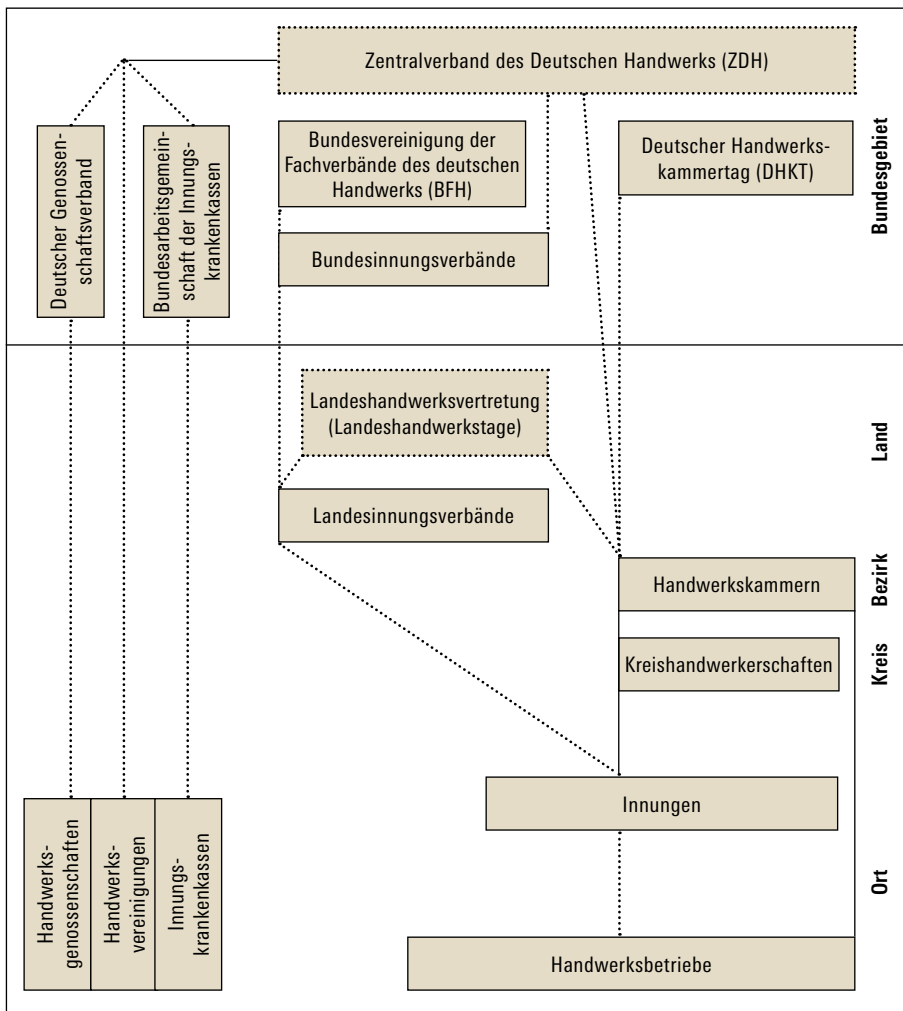 Zentralverband des Deutschen Handwerks (ZDH)
Deutscher Genossen-
schaftsverband
Bundesarbeitsgemein-
schaft der Innungs-
krankenkassen
Bundesvereinigung der
Fachverbände des deutschen
Handwerks (BFH)
Deutscher Handwerks-
kammertag (DHKT)
Bundesinnungsverbände
Bundesgebiet
Landeshandwerksvertretung
(Landeshandwerkstage)
Landesinnungsverbände
Land
Handwerkskammern
Bezirk
Kreishandwerkerschaften
Kreis
Innungen
Handwerks-
genossenschaften
Handwerks-
vereinigungen
Innungs-
krankenkassen
Ort
Handwerksbetriebe